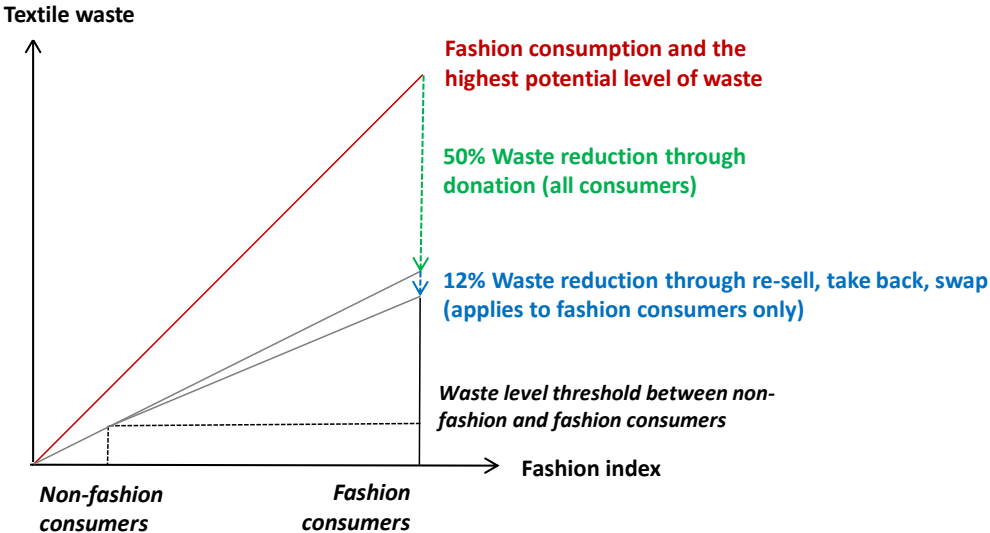 Textile waste
Fashion consumption and the
highest potential level of waste
50% Waste reduction through
donation (all consumers)
12% Waste reduction through re-sell, take back, swap
(applies to fashion consumers only)
Waste level threshold between non-
fashion and fashion consumers
Fashion index
Non-fashion
consumers
Fashion
consumers